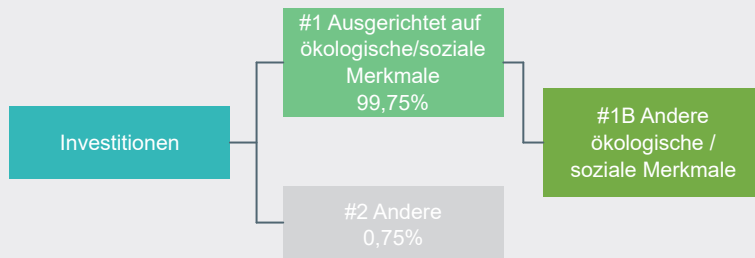 #1 Ausgerichtet auf
ökologische/soziale
Merkmale
99,75%
Investitionen
#1B Andere
ökologische /
soziale Merkmale
#2 Andere
0,75%